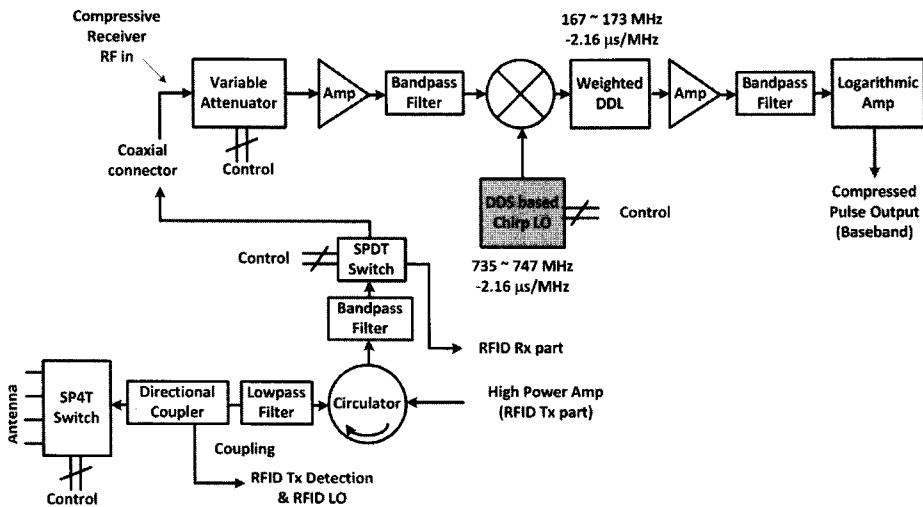 Compressive
Receiver
RF in
Variable
Attenuator
Control
Amp
Bandpass
Filter
167 ~ 173 MHz
-2.16 μs/MHz
Weighted
DDL
Amp
Bandpass
Filter
Logarithmic
Amp
Coaxial
connector
DDS based
Chirp LO
Control
735 ~ 747 MHz
-2.16 μs/MHz
Compressed
Pulse Output
(Baseband)
Control
SPDT
Switch
Bandpass
Filter
RFID Rx part
Antenna
SP4T
Switch
Control
Directional
Coupler
Lowpass
Filter
Circulator
High Power Amp
(RFID Tx part)
Coupling
RFID Tx Detection
& RFID LO